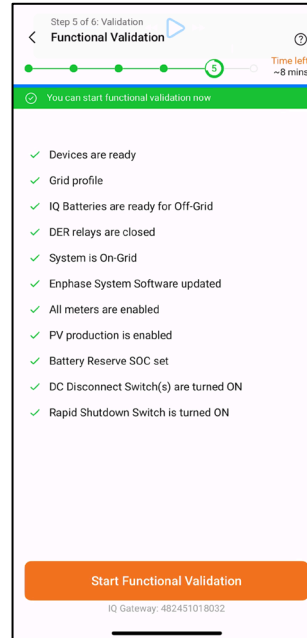 Step 5 of 6: Validation
Functional Validation
5
Time left
~8 mins
You can start functional validation now
Devices are ready
Grid profile
IQ Batteries are ready for Off-Grid
DER relays are closed
System is On-Grid
Enphase System Software updated
All meters are enabled
PV production is enabled
Battery Reserve SOC set
DC Disconnect Switch(s) are turned ON
Rapid Shutdown Switch is turned ON
Start Functional Validation
IQ Gateway: 482451018032